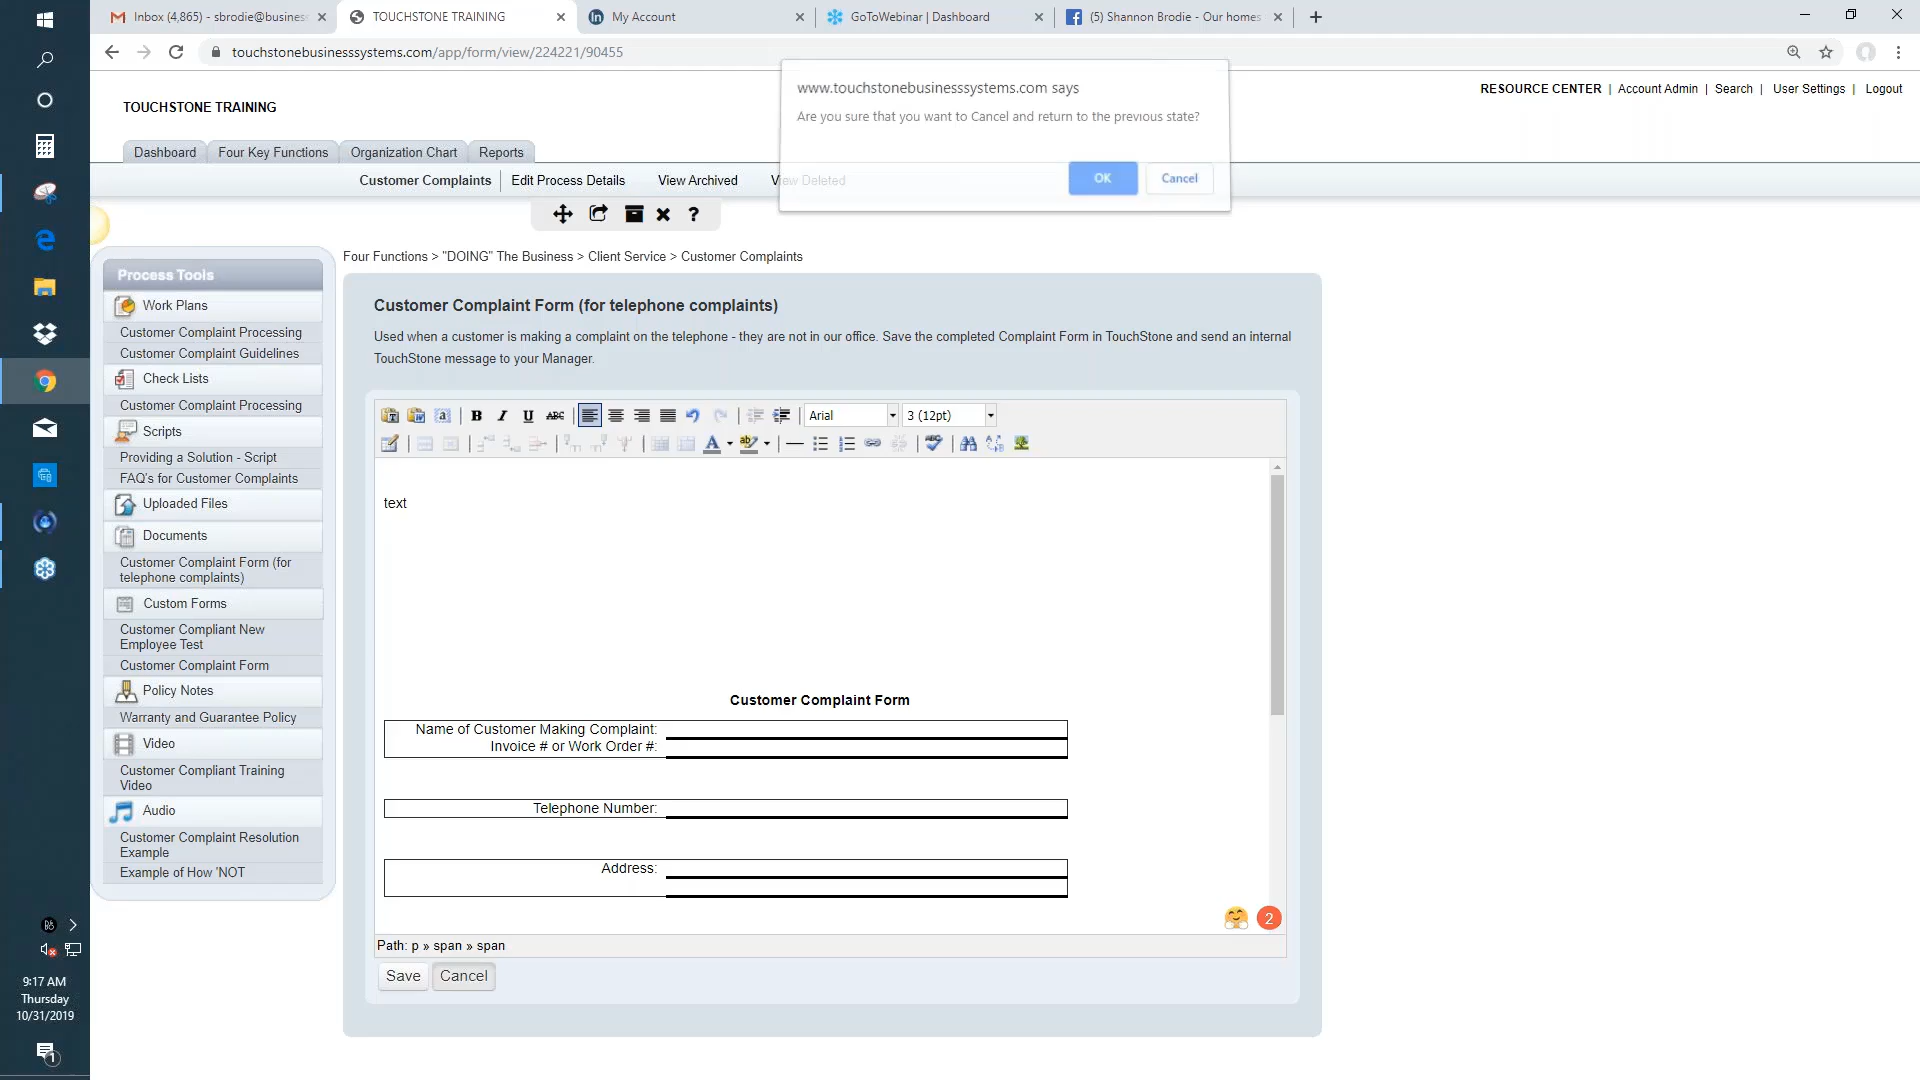 Inbox (4,865) - sbrodie@busines
TOUCHSTONE TRAINING
My Account
GoToWebinar | Dashboard
(5) Shannon Brodie - Our homes
touchstonebusinesssystems.com/app/form/view/224221/90455
www.touchstonebusinesssystems.com says
Are you sure that you want to Cancel and return to the previous state?
OK
Cancel
RESOURCE CENTER | Account Admin | Search | User Settings | Logout
TOUCHSTONE TRAINING
Dashboard
Four Key Functions
Organization Chart
Reports
Customer Complaints
Edit Process Details
View Archived
View Deleted
Four Functions > "DOING" The Business > Client Service > Customer Complaints
Process Tools
Work Plans
Customer Complaint Processing
Customer Complaint Guidelines
Check Lists
Customer Complaint Processing
Scripts
Providing a Solution - Script
FAQ's for Customer Complaints
Uploaded Files
Documents
Customer Complaint Form (for
telephone complaints)
Custom Forms
Customer Compliant New
Employee Test
Customer Complaint Form
Policy Notes
Warranty and Guarantee Policy
Video
Customer Compliant Training
Video
Audio
Customer Complaint Resolution
Example
Example of How 'NOT
Customer Complaint Form (for telephone complaints)
Used when a customer is making a complaint on the telephone - they are not in our office. Save the completed Complaint Form in TouchStone and send an internal
TouchStone message to your Manager.
B I U ABC
Arial
3 (12pt)
text
Customer Complaint Form
Name of Customer Making Complaint:
Invoice # or Work Order #:
Telephone Number:
Address:
2
Path: p » span » span
Save
Cancel
9:17 AM
Thursday
10/31/2019
1